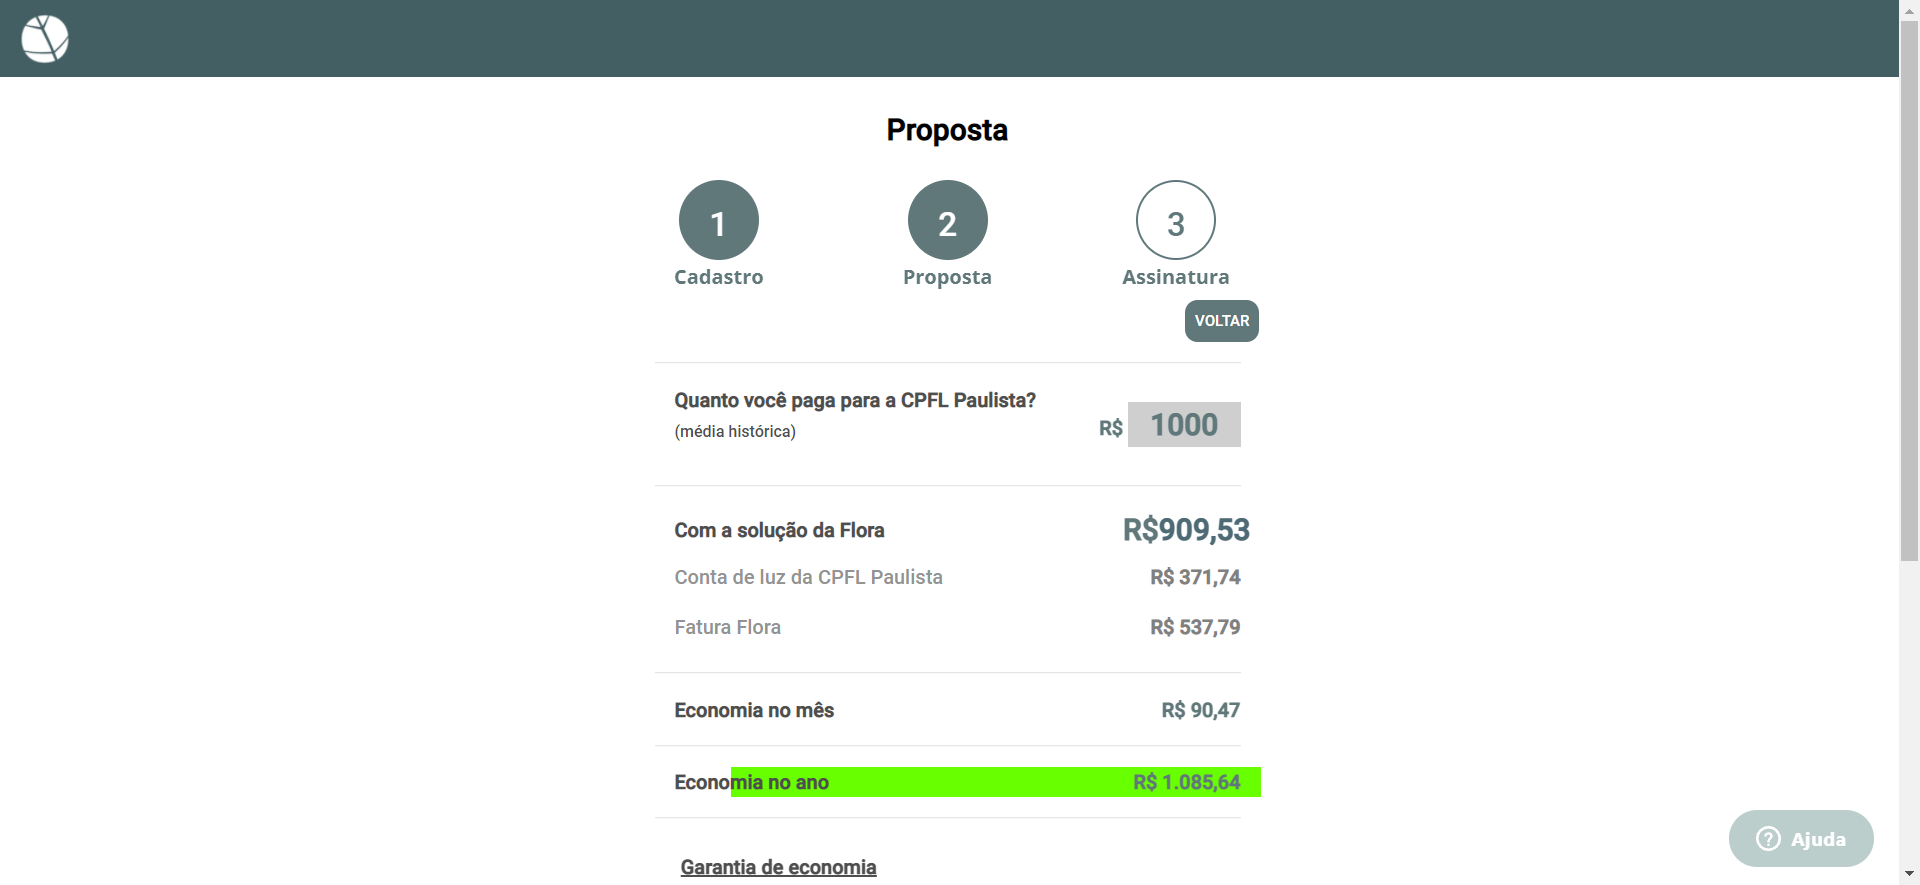 Proposta
1
2
3
Cadastro
Proposta
Assinatura
VOLTAR
Quanto você paga para a CPFL Paulista?
(média histórica)
R$ 1000
Com a solução da Flora R$909,53
Conta de luz da CPFL Paulista R$ 371,74
Fatura Flora R$ 537,79
Economia no mês R$ 90,47
Economia no ano R$ 1.085,64
Garantia de economia
? Ajuda